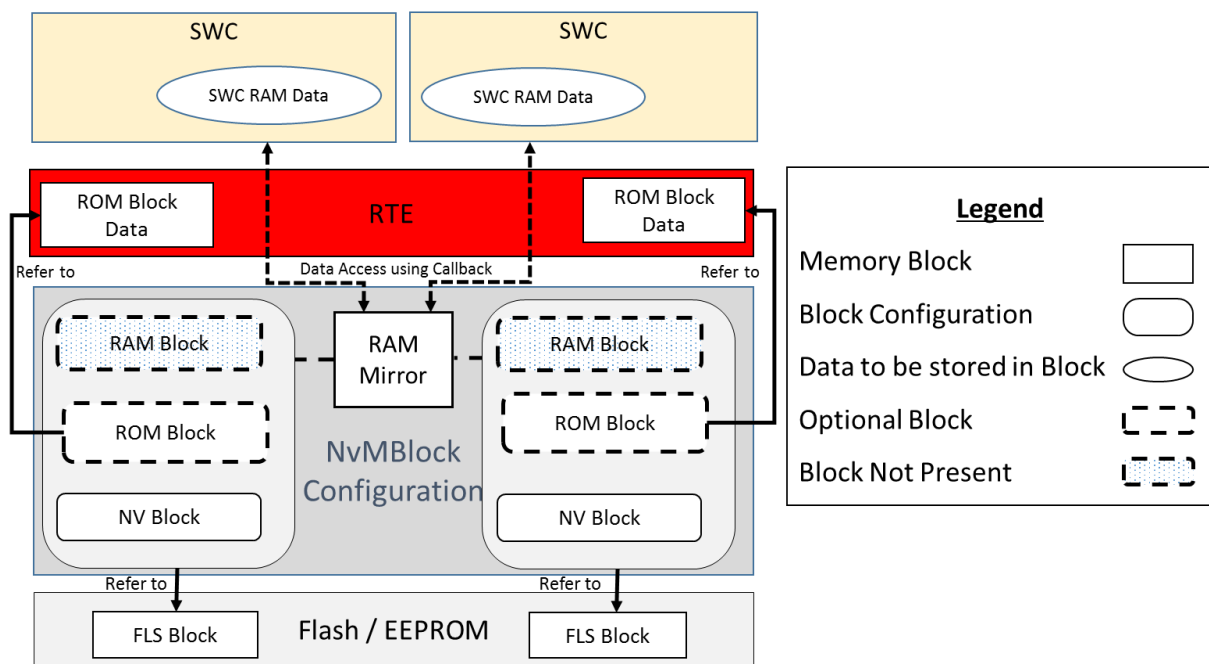 SWC
SWC
SWC RAM Data
SWC RAM Data
ROM Block
Data
RTE
ROM Block
Data
Refer to
Data Access using Callback
Refer to
RAM Block
RAM
Mirror
RAM Block
ROM Block
ROM Block
NvMBlock
Configuration
NV Block
NV Block
Refer to
Refer to
FLS Block
Flash / EEPROM
FLS Block
Legend
Memory Block
Block Configuration
Data to be stored in Block
Optional Block
Block Not Present